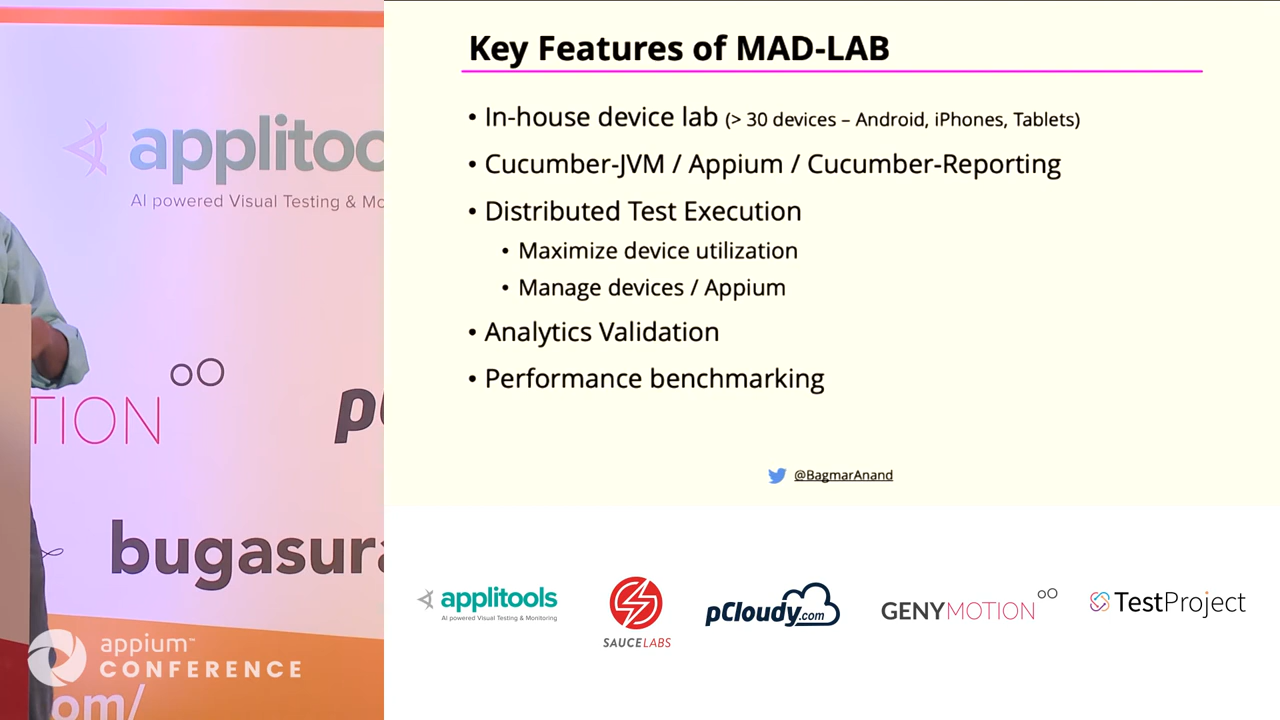 applitoo
AI powered Visual Testing & Mo
TION
p
bugasura
appium™
CONFERENCE
om/
Key Features of MAD-LAB
• In-house device lab (> 30 devices – Android, iPhones, Tablets)
• Cucumber-JVM / Appium / Cucumber-Reporting
• Distributed Test Execution
• Maximize device utilization
• Manage devices / Appium
• Analytics Validation
• Performance benchmarking
@BagmarAnand
applitools
AI powered Visual Testing & Monitoring
SAUCELABS
pCloudy.com
GENYMOTION
TestProject